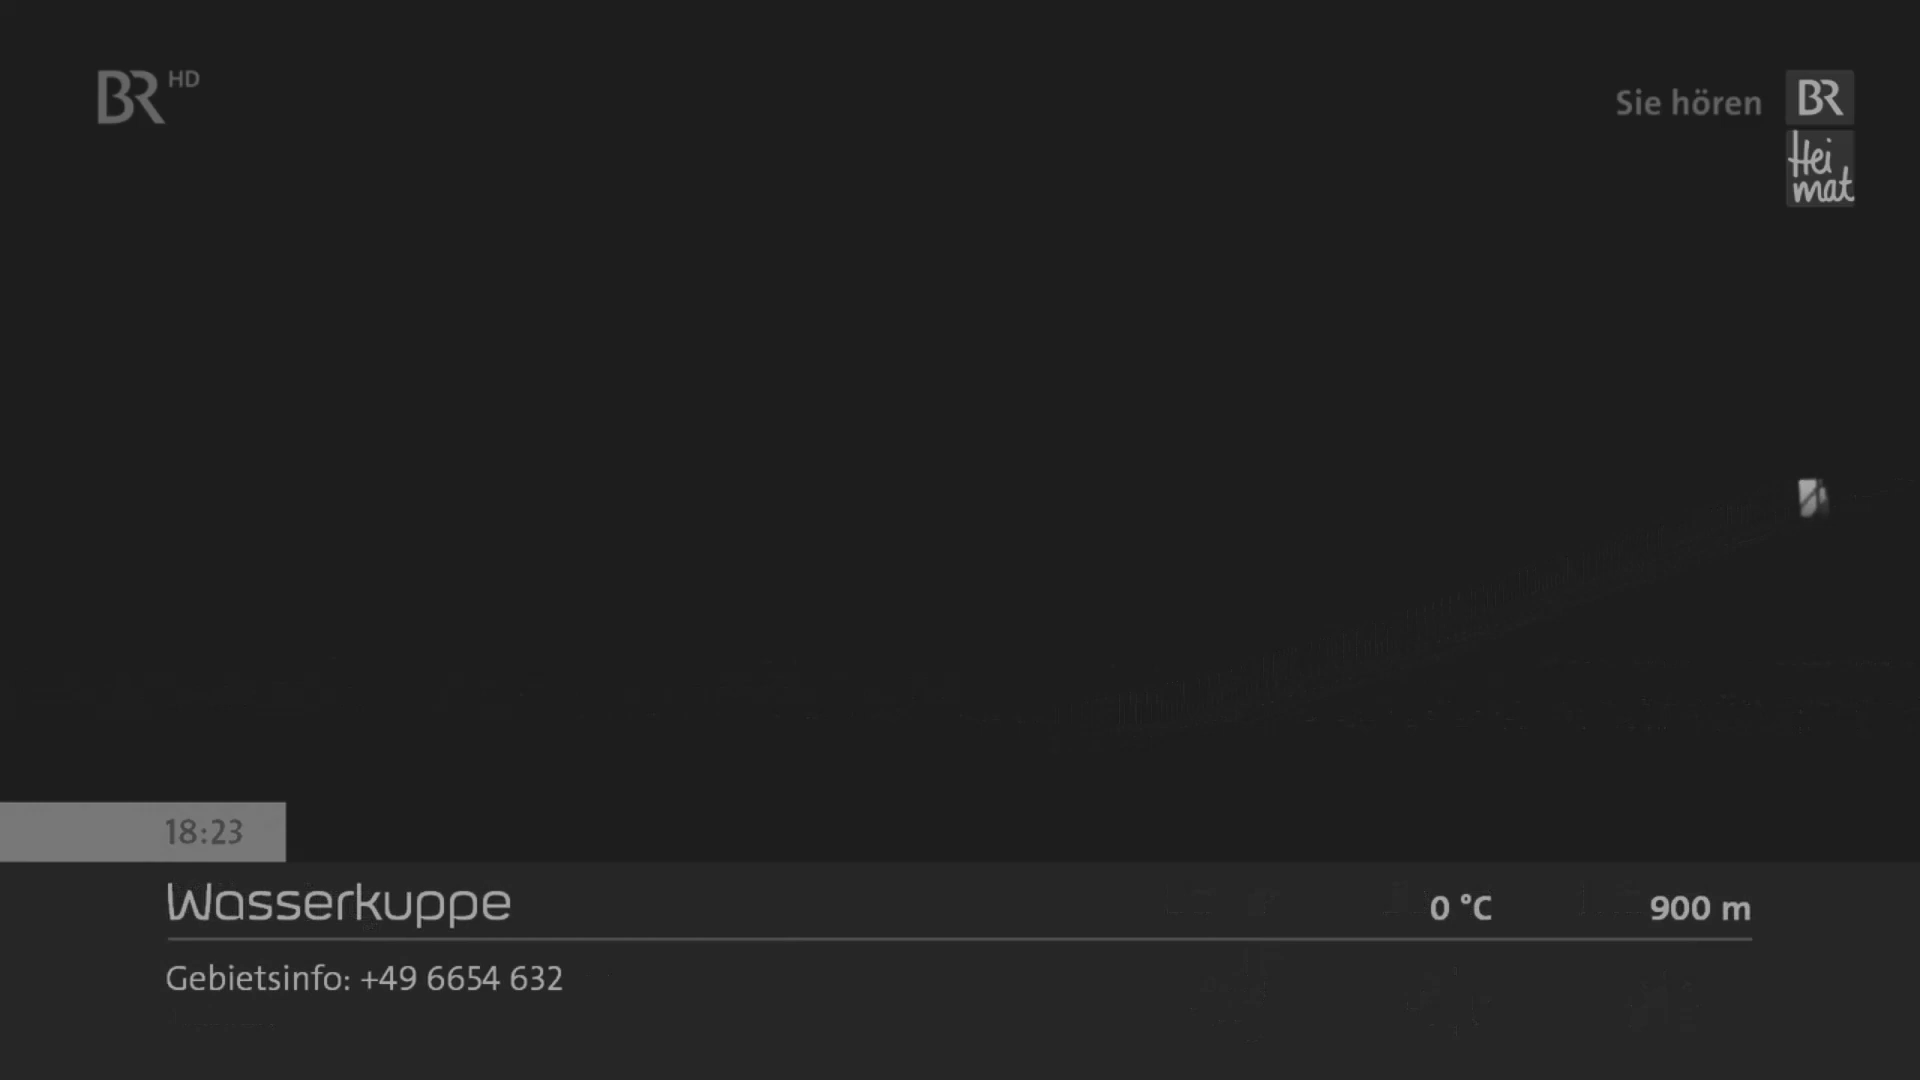 BR HD
Sie hören BR
Hei
mat
18:23
Wasserkuppe 0 °C 900 m
Gebietsinfo: +49 6654 632